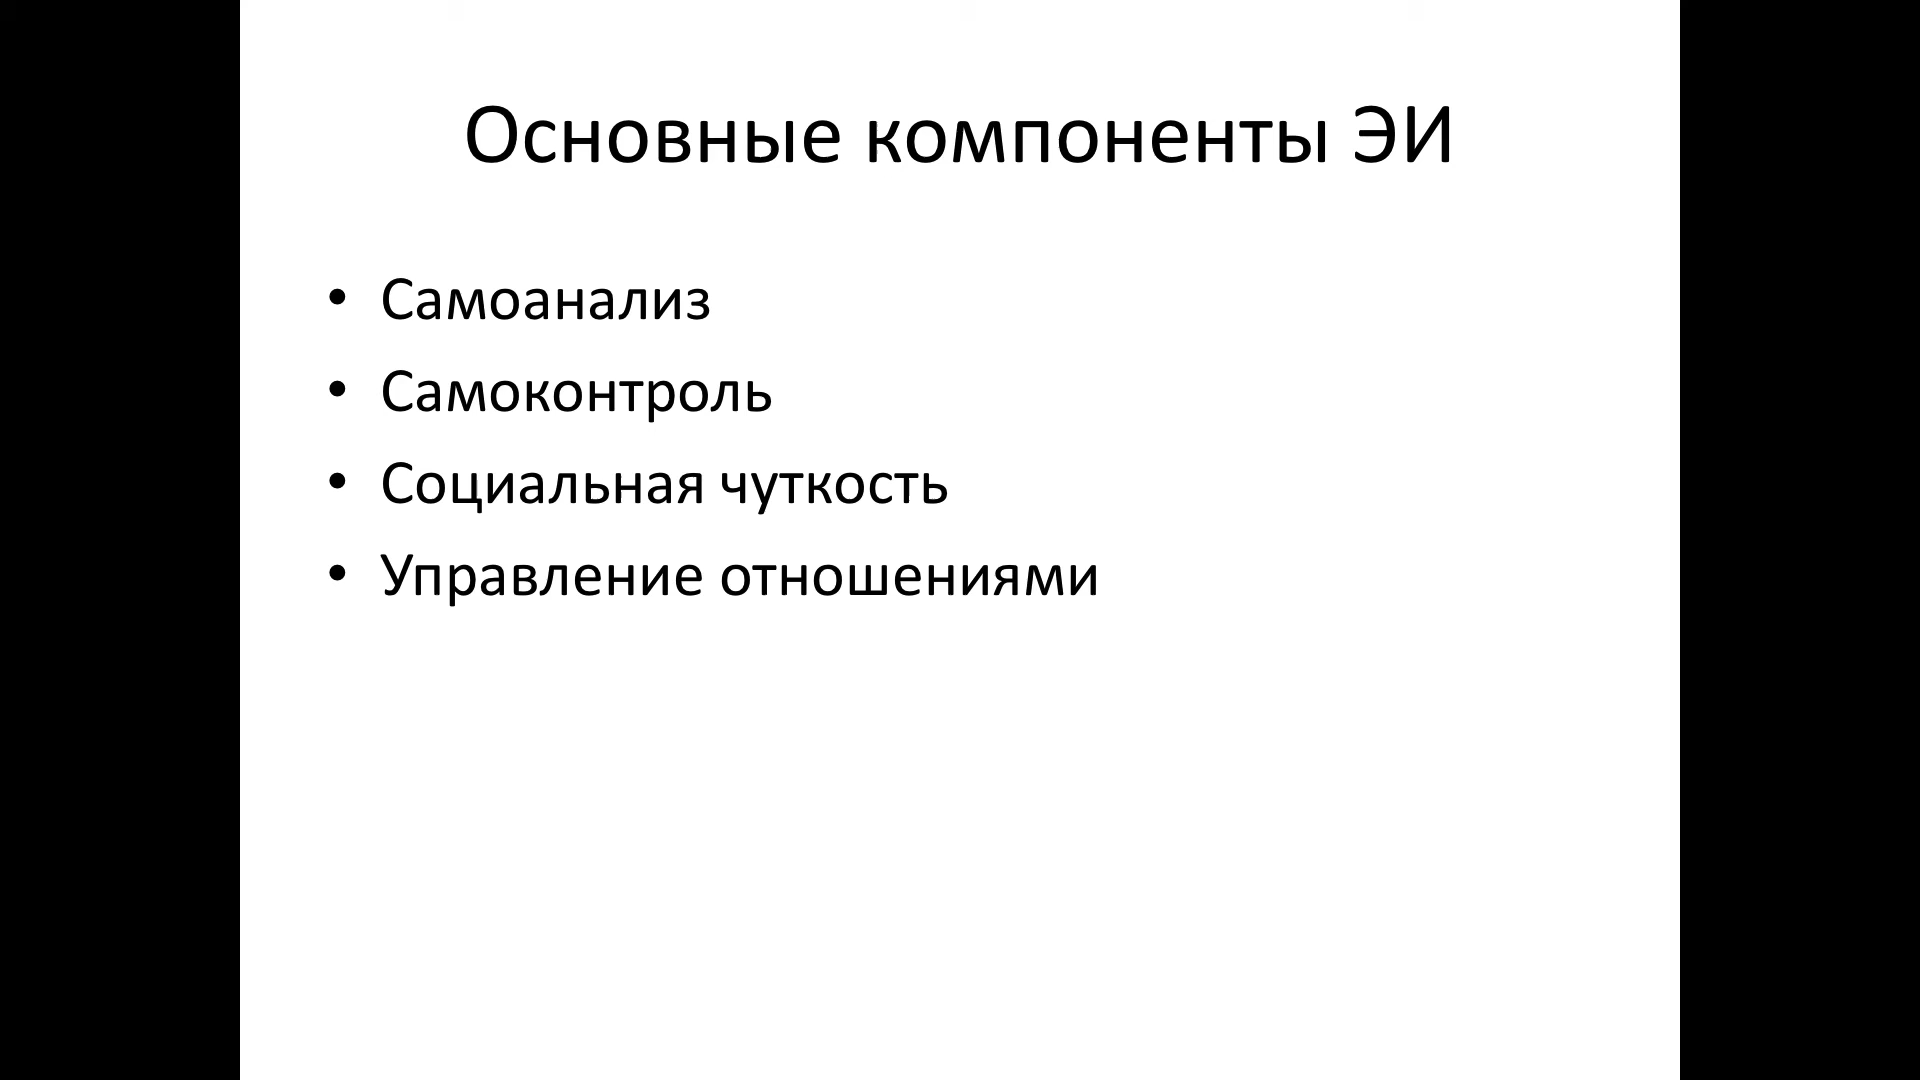 Основные компоненты ЭИ
• Самоанализ
• Самоконтроль
• Социальная чуткость
• Управление отношениями